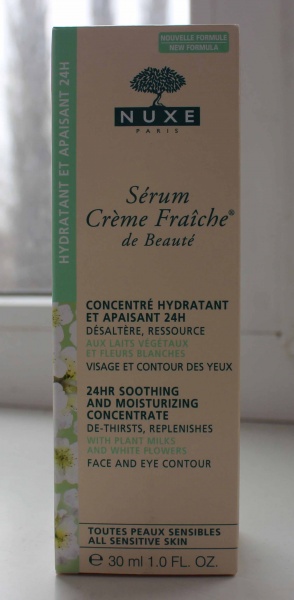 NOUVELLE FORMULE
NEW FORMULA
HYDRATANT ET APAISANT 24H
NUXE
PARIS
Sérum
Crème Fraîche®
de Beauté
CONCENTRÉ HYDRATANT
ET APAISANT 24H
DÉSALTÈRE, RESSOURCE
AUX LAITS VÉGÉTAUX
ET FLEURS BLANCHES
VISAGE ET CONTOUR DES YEUX
24HR SOOTHING
AND MOISTURIZING
CONCENTRATE
DE-THIRSTS, REPLENISHES
WITH PLANT MILKS
AND WHITE FLOWERS
FACE AND EYE CONTOUR
TOUTES PEAUX SENSIBLES
ALL SENSITIVE SKIN
℮ 30 ml 1.0 FL. OZ.